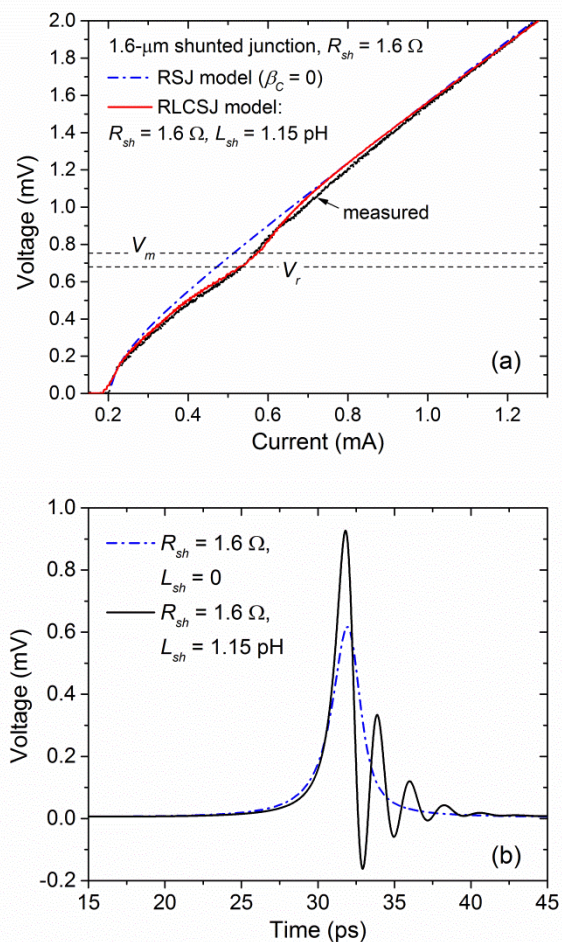 2.0
1.8
1.6
1.4
1.2
1.0
0.8
0.6
0.4
0.2
0.0
Voltage (mV)
1.6-μm shunted junction, R_sh = 1.6 Ω
RSJ model (β_C = 0)
RLCSJ model:
R_sh = 1.6 Ω, L_sh = 1.15 pH
measured
V_m
V_r
(a)
0.2 0.4 0.6 0.8 1.0 1.2
Current (mA)
1.0
0.8
0.6
0.4
0.2
0.0
-0.2
Voltage (mV)
R_sh = 1.6 Ω,
L_sh = 0
R_sh = 1.6 Ω,
L_sh = 1.15 pH
(b)
15 20 25 30 35 40 45
Time (ps)